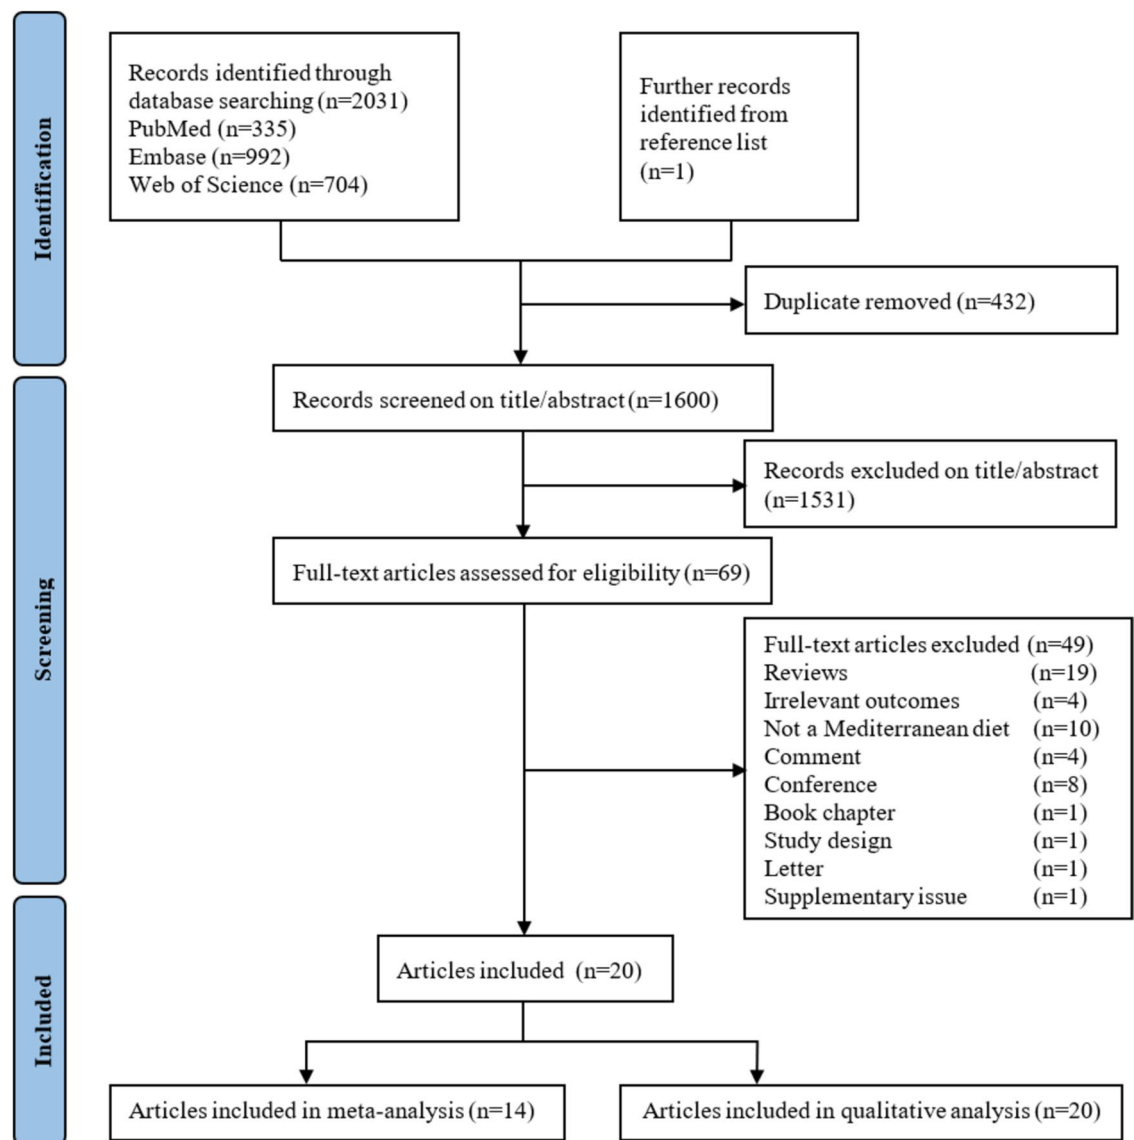 Identification
Records identified through
database searching (n=2031)
PubMed (n=335)
Embase (n=992)
Web of Science (n=704)
Further records
identified from
reference list
(n=1)
Duplicate removed (n=432)
Screening
Records screened on title/abstract (n=1600)
Records excluded on title/abstract
(n=1531)
Full-text articles assessed for eligibility (n=69)
Full-text articles excluded (n=49)
Reviews (n=19)
Irrelevant outcomes (n=4)
Not a Mediterranean diet (n=10)
Comment (n=4)
Conference (n=8)
Book chapter (n=1)
Study design (n=1)
Letter (n=1)
Supplementary issue (n=1)
Included
Articles included (n=20)
Articles included in meta-analysis (n=14)
Articles included in qualitative analysis (n=20)